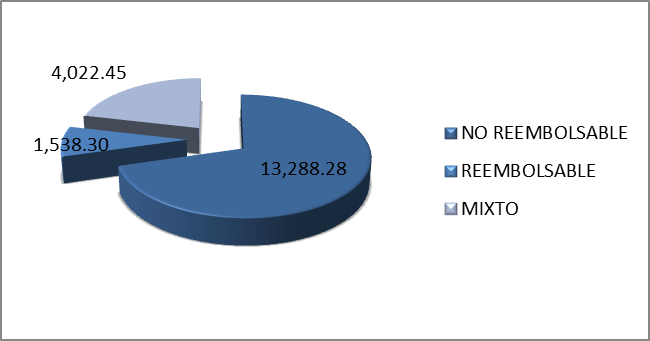 4,022.45
1,538.30
13,288.28
NO REEMBOLSABLE
REEMBOLSABLE
MIXTO